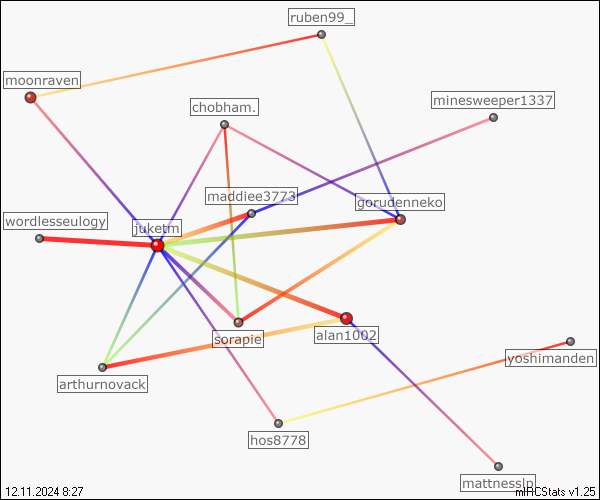 ruben99_
moonraven
chobham.
minesweeper1337
maddiee3773
gorudenneko
wordlesseulogy
juketm
sorapie
alan1002
yoshimanden
arthurnovack
hos8778
mattnesslp
12.11.2024 8:27
mIRCStats v1.25